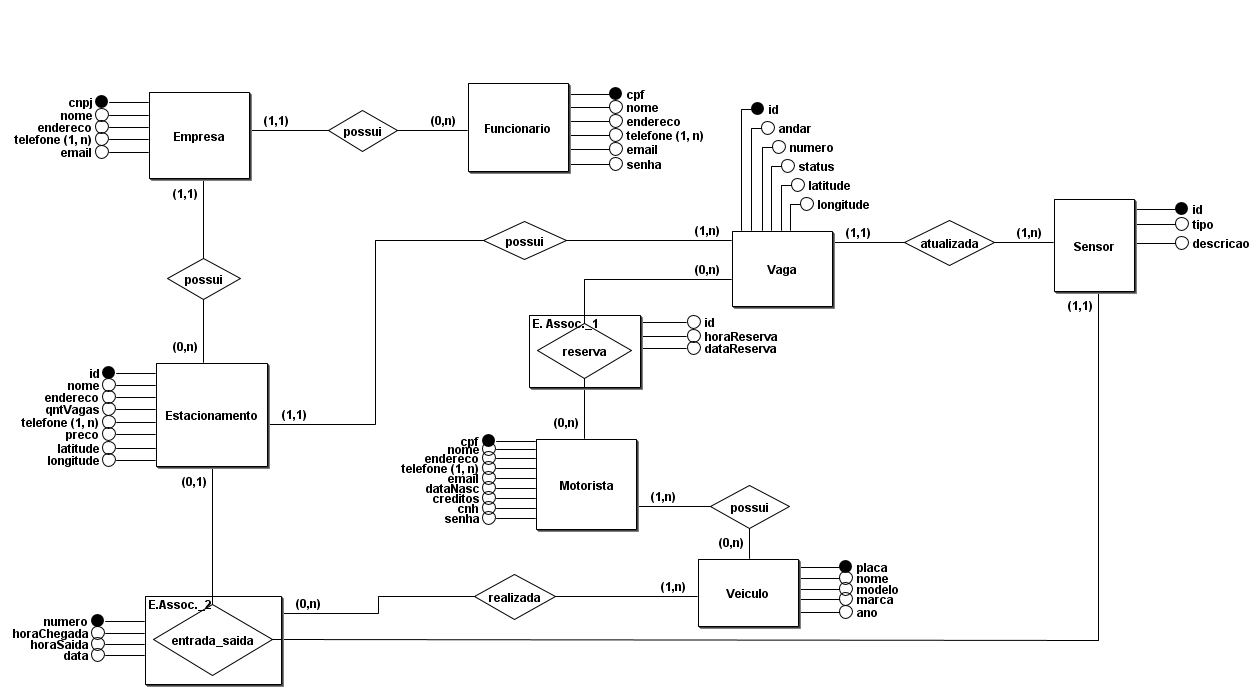 cnpj
nome
endereco
telefone (1, n)
email
Empresa
(1,1)
possui
(0,n)
Funcionario
cpf
nome
endereco
telefone (1, n)
email
senha
id
andar
numero
status
latitude
longitude
(1,1)
possui
(0,n)
possui
(1,n)
(0,n)
Vaga
(1,1)
atualizada
(1,n)
Sensor
id
tipo
descricao
(1,1)
E. Assoc._1
reserva
id
horaReserva
dataReserva
(0,n)
id
nome
endereco
qntVagas
telefone (1, n)
preco
latitude
longitude
Estacionamento
(1,1)
(0,1)
cpf
nome
endereco
telefone (1, n)
email
dataNasc
creditos
cnh
senha
Motorista
(1,n)
possui
(0,n)
Veiculo
placa
nome
modelo
marca
ano
(1,n)
realizada
(0,n)
E.Assoc._2
entrada_saida
numero
horaChegada
horaSaida
data